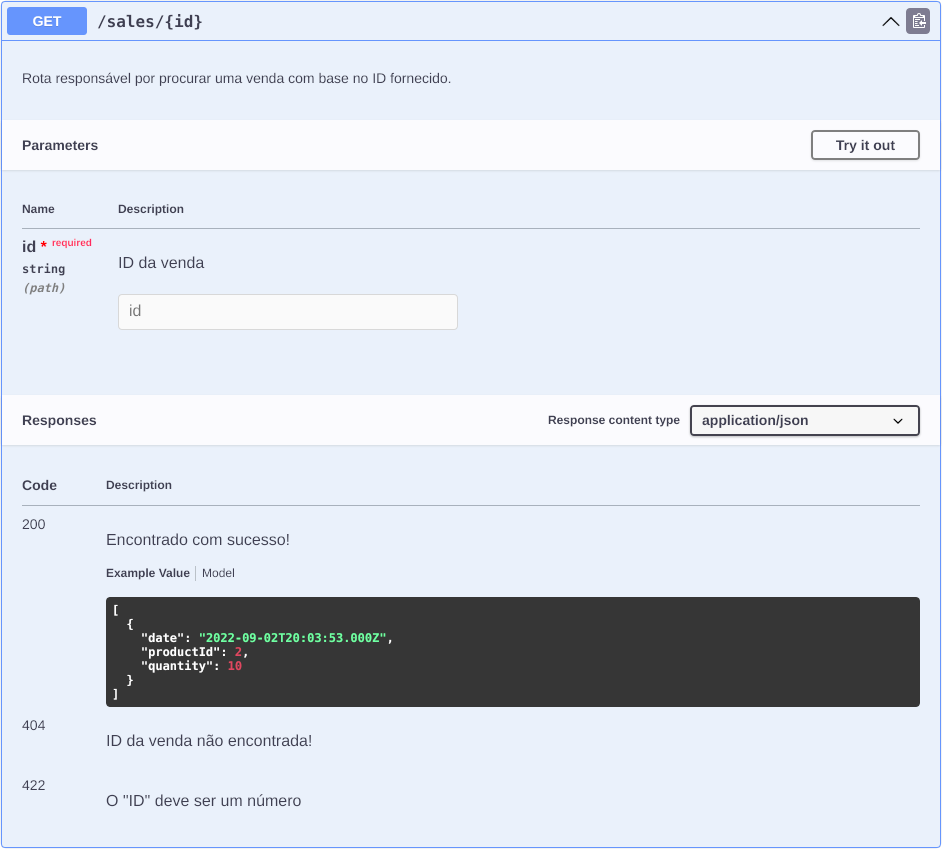 GET /sales/{id}
Rota responsável por procurar uma venda com base no ID fornecido.
Parameters
Try it out
Name Description
id * required
string
(path)
ID da venda
id
Responses
Response content type
application/json
Code Description
200
Encontrado com sucesso!
Example Value Model
[
  {
    "date": "2022-09-02T20:03:53.000Z",
    "productId": 2,
    "quantity": 10
  }
]
404
ID da venda não encontrada!
422
O "ID" deve ser um número